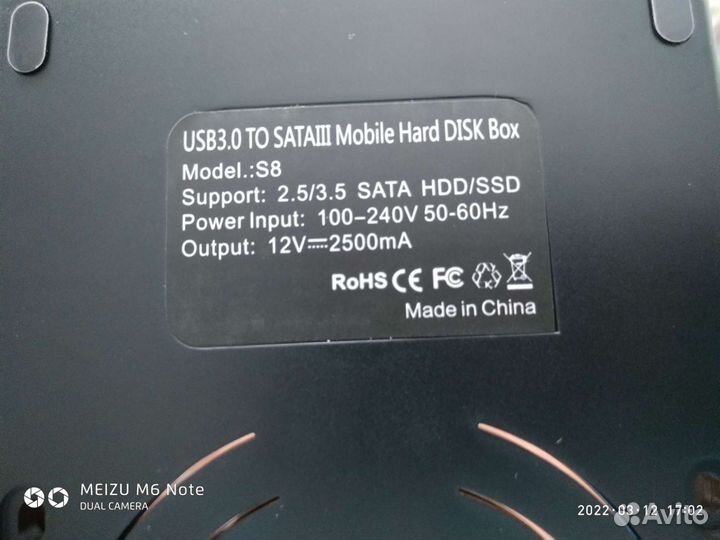 USB3.0 TO SATAIII Mobile Hard DISK Box
Model.:S8
Support: 2.5/3.5 SATA HDD/SSD
Power Input: 100-240V 50-60Hz
Output: 12V⎓2500mA
RoHS CE FC
Made in China
MEIZU M6 Note
DUAL CAMERA
2022-03-12 17:02
Avito